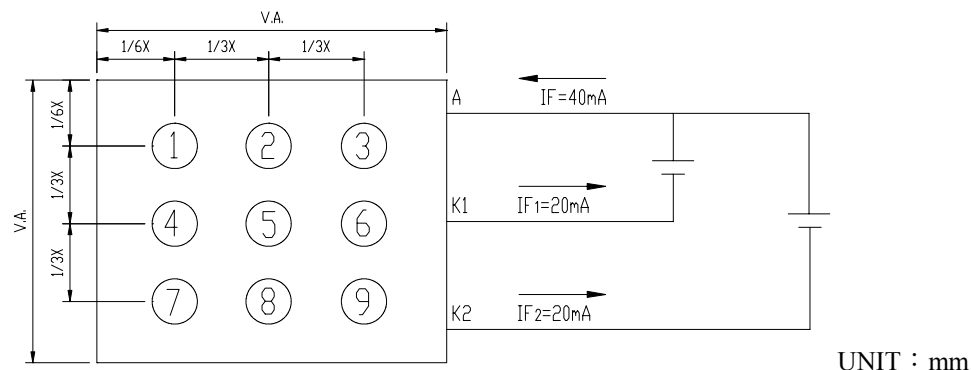 V.A.
1/6X 1/3X 1/3X
A IF=40mA
1/6X
1 2 3
1/3X
K1 IF1=20mA
V.A.
4 5 6
1/3X
7 8 9
K2 IF2=20mA
UNIT：mm